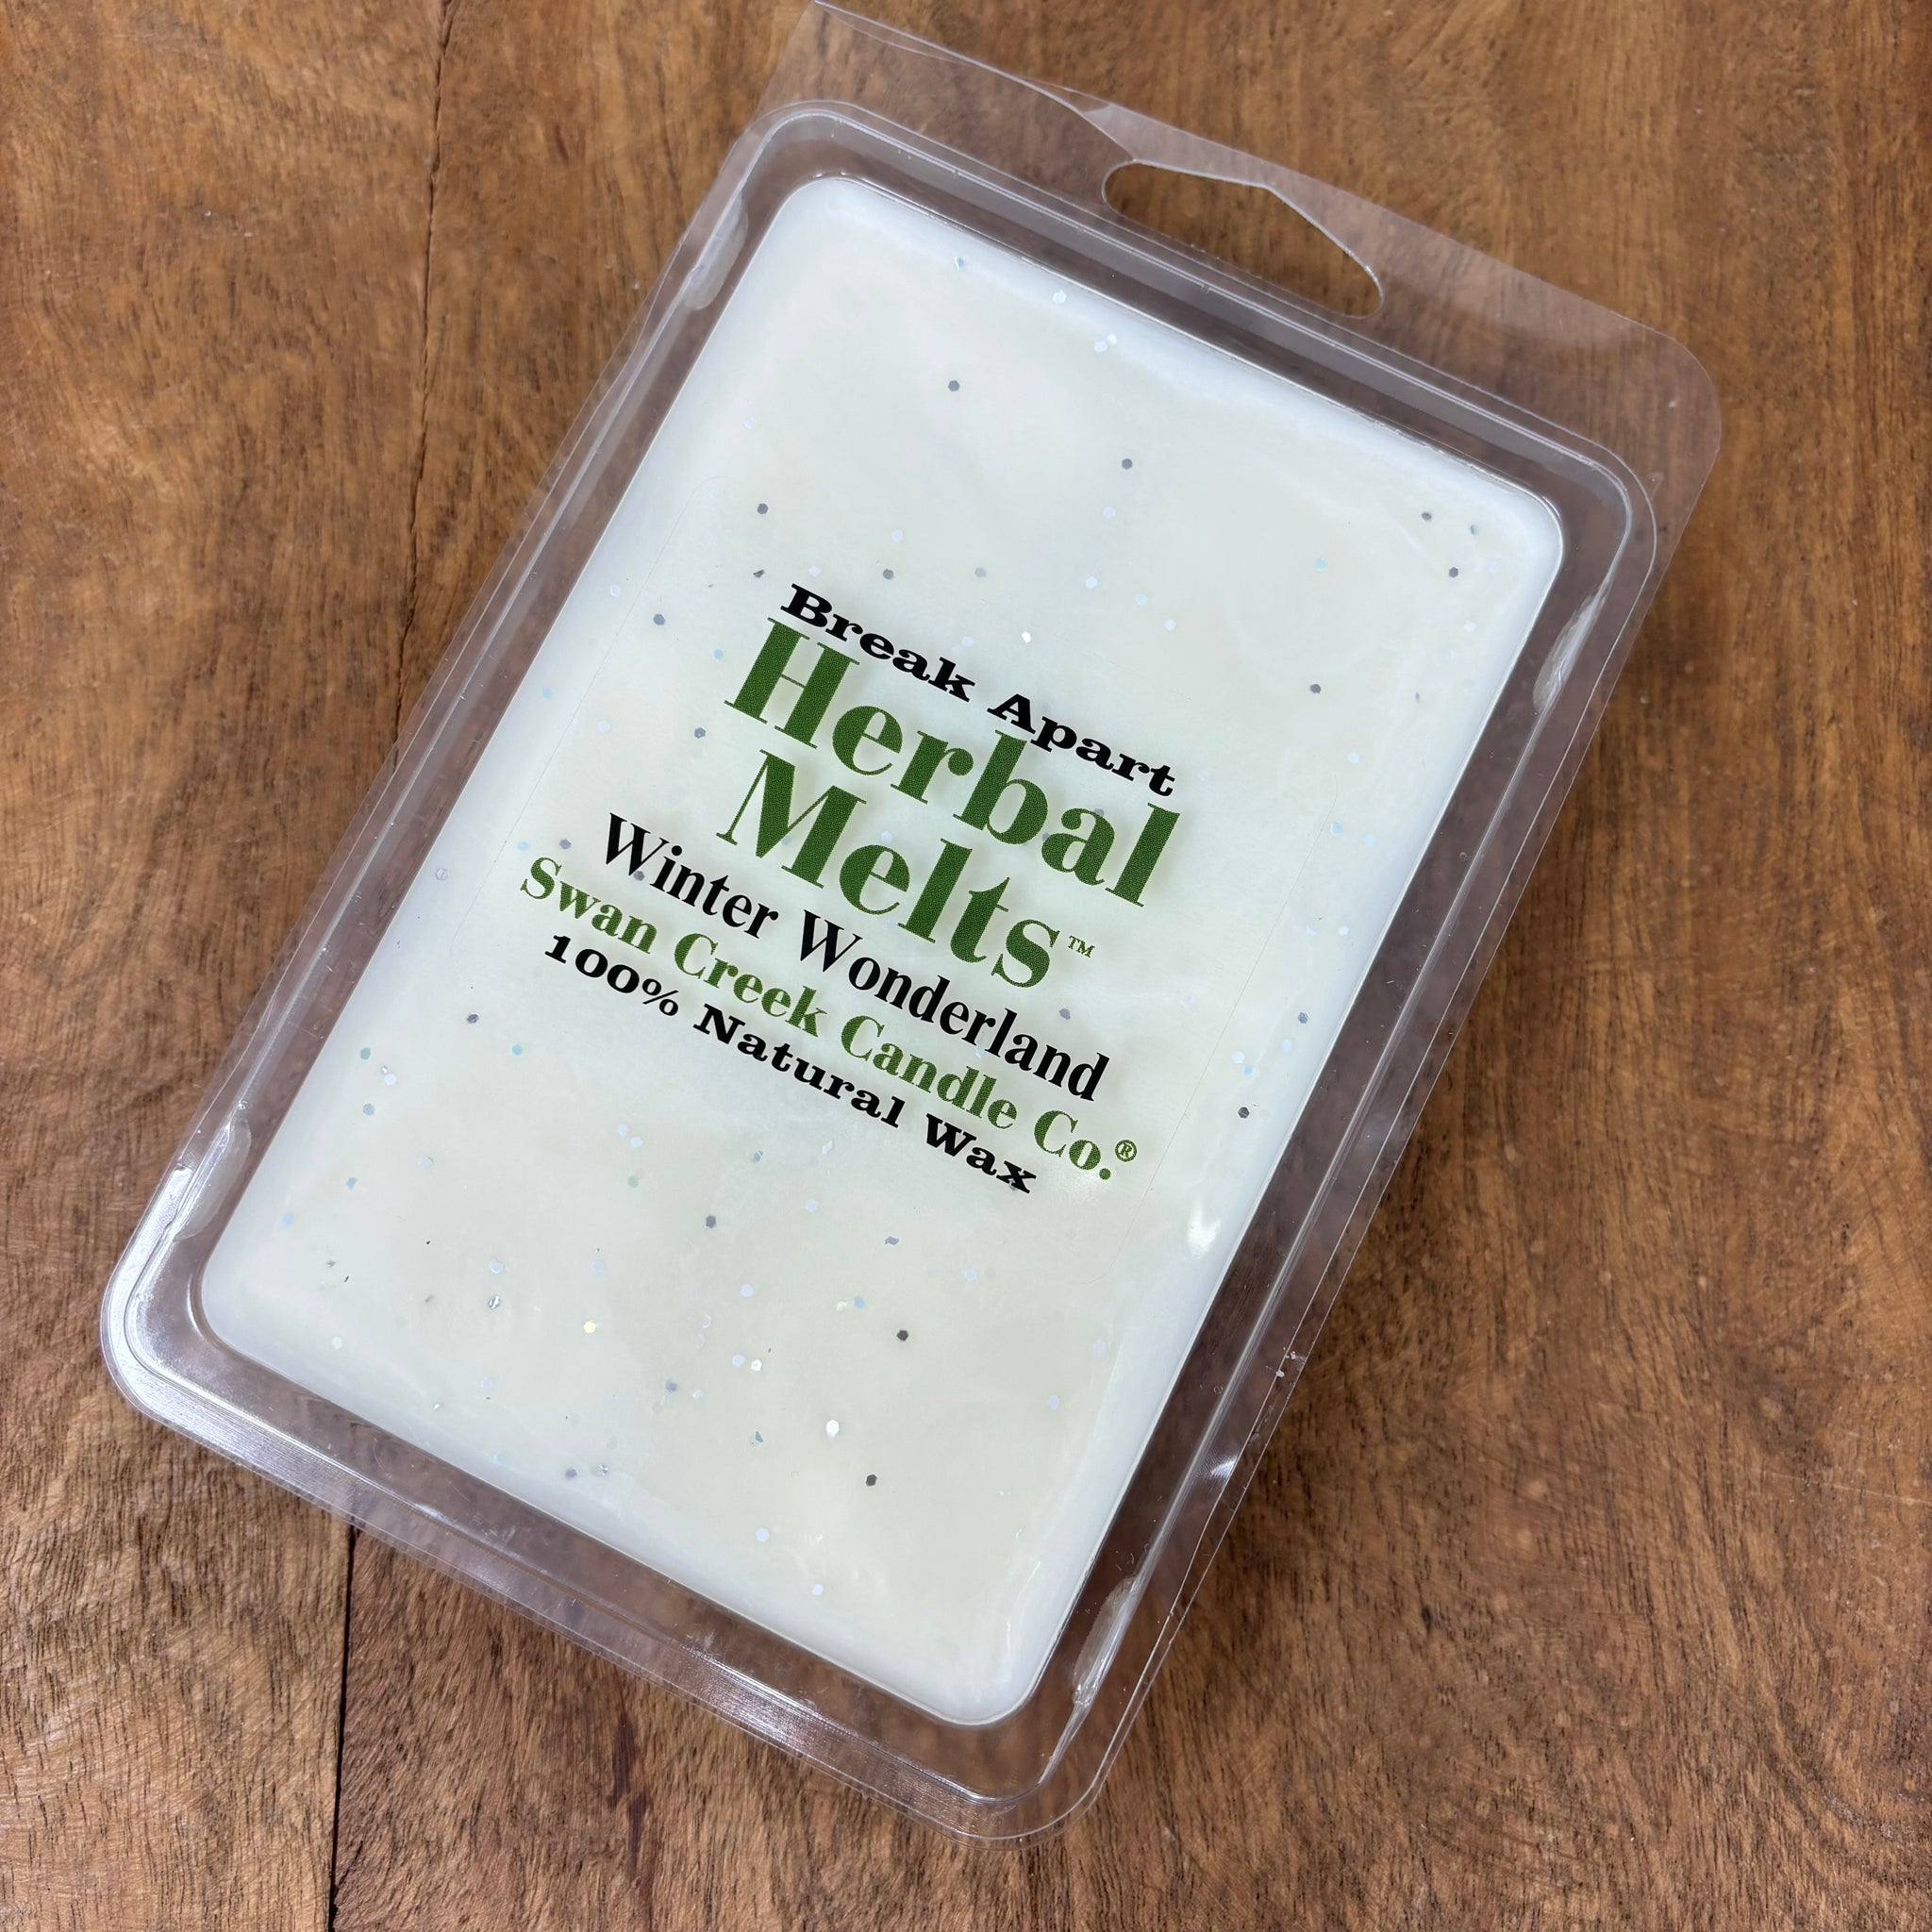 Break Apart
Herbal
Melts™
Winter Wonderland
Swan Creek Candle Co.®
100% Natural Wax